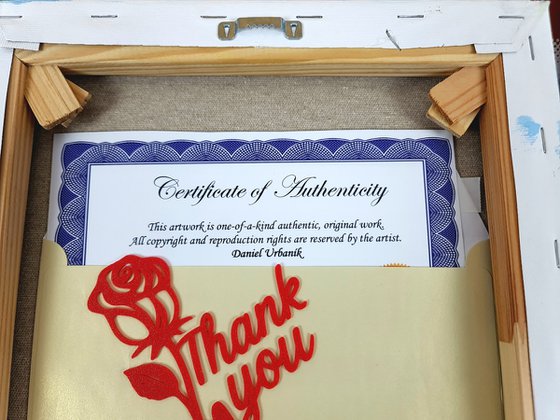 Certificate of Authenticity
This artwork is one-of-a-kind authentic, original work.
All copyright and reproduction rights are reserved by the artist.
Daniel Urbanik
Thank
you